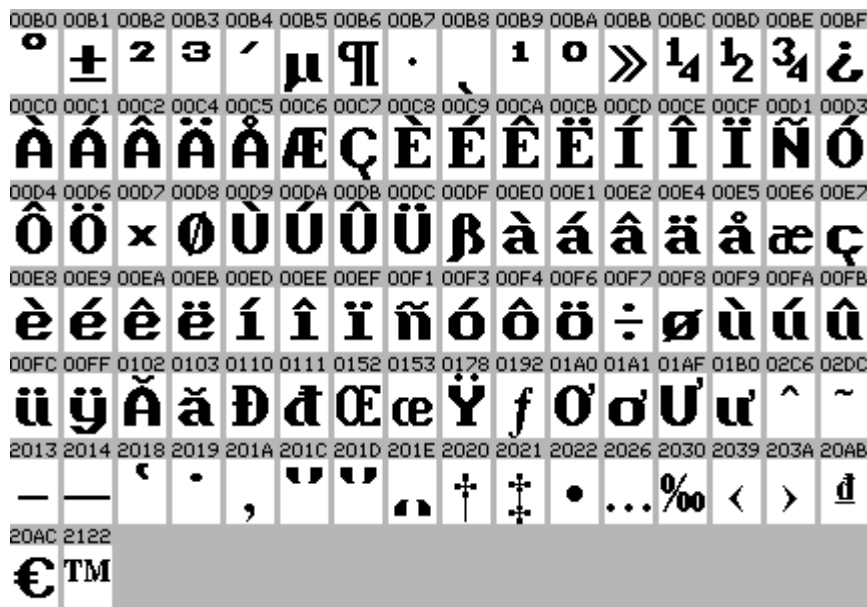 00B0 00B1 00B2 00B3 00B4 00B5 00B6 00B7 00B8 00B9 00BA 00BB 00BC 00BD 00BE 00BF
° ± ² ³ ´ µ ¶ · ¸ ¹ º » ¼ ½ ¾ ¿
00C0 00C1 00C2 00C4 00C5 00C6 00C7 00C8 00C9 00CA 00CB 00CD 00CE 00CF 00D1 00D3
À Á Â Ä Å Æ Ç È É Ê Ë Í Î Ï Ñ Ó
00D4 00D6 00D7 00D8 00D9 00DA 00DB 00DC 00DF 00E0 00E1 00E2 00E4 00E5 00E6 00E7
Ô Ö × Ø Ù Ú Û Ü ß à á â ä å æ ç
00E8 00E9 00EA 00EB 00ED 00EE 00EF 00F1 00F3 00F4 00F6 00F7 00F8 00F9 00FA 00FB
è é ê ë í î ï ñ ó ô ö ÷ ø ù ú û
00FC 00FF 0102 0103 0110 0111 0152 0153 0178 0192 01A0 01A1 01AF 01B0 02C6 02DC
ü ÿ Ă ă Đ đ Œ œ Ÿ ƒ Ơ ơ Ư ư ˆ ˜
2013 2014 2018 2019 201A 201C 201D 201E 2020 2021 2022 2026 2030 2039 203A 20AB
– — ‘ ’ ‚ “ ” „ † ‡ • … ‰ ‹ › ₫
20AC 2122
€ ™